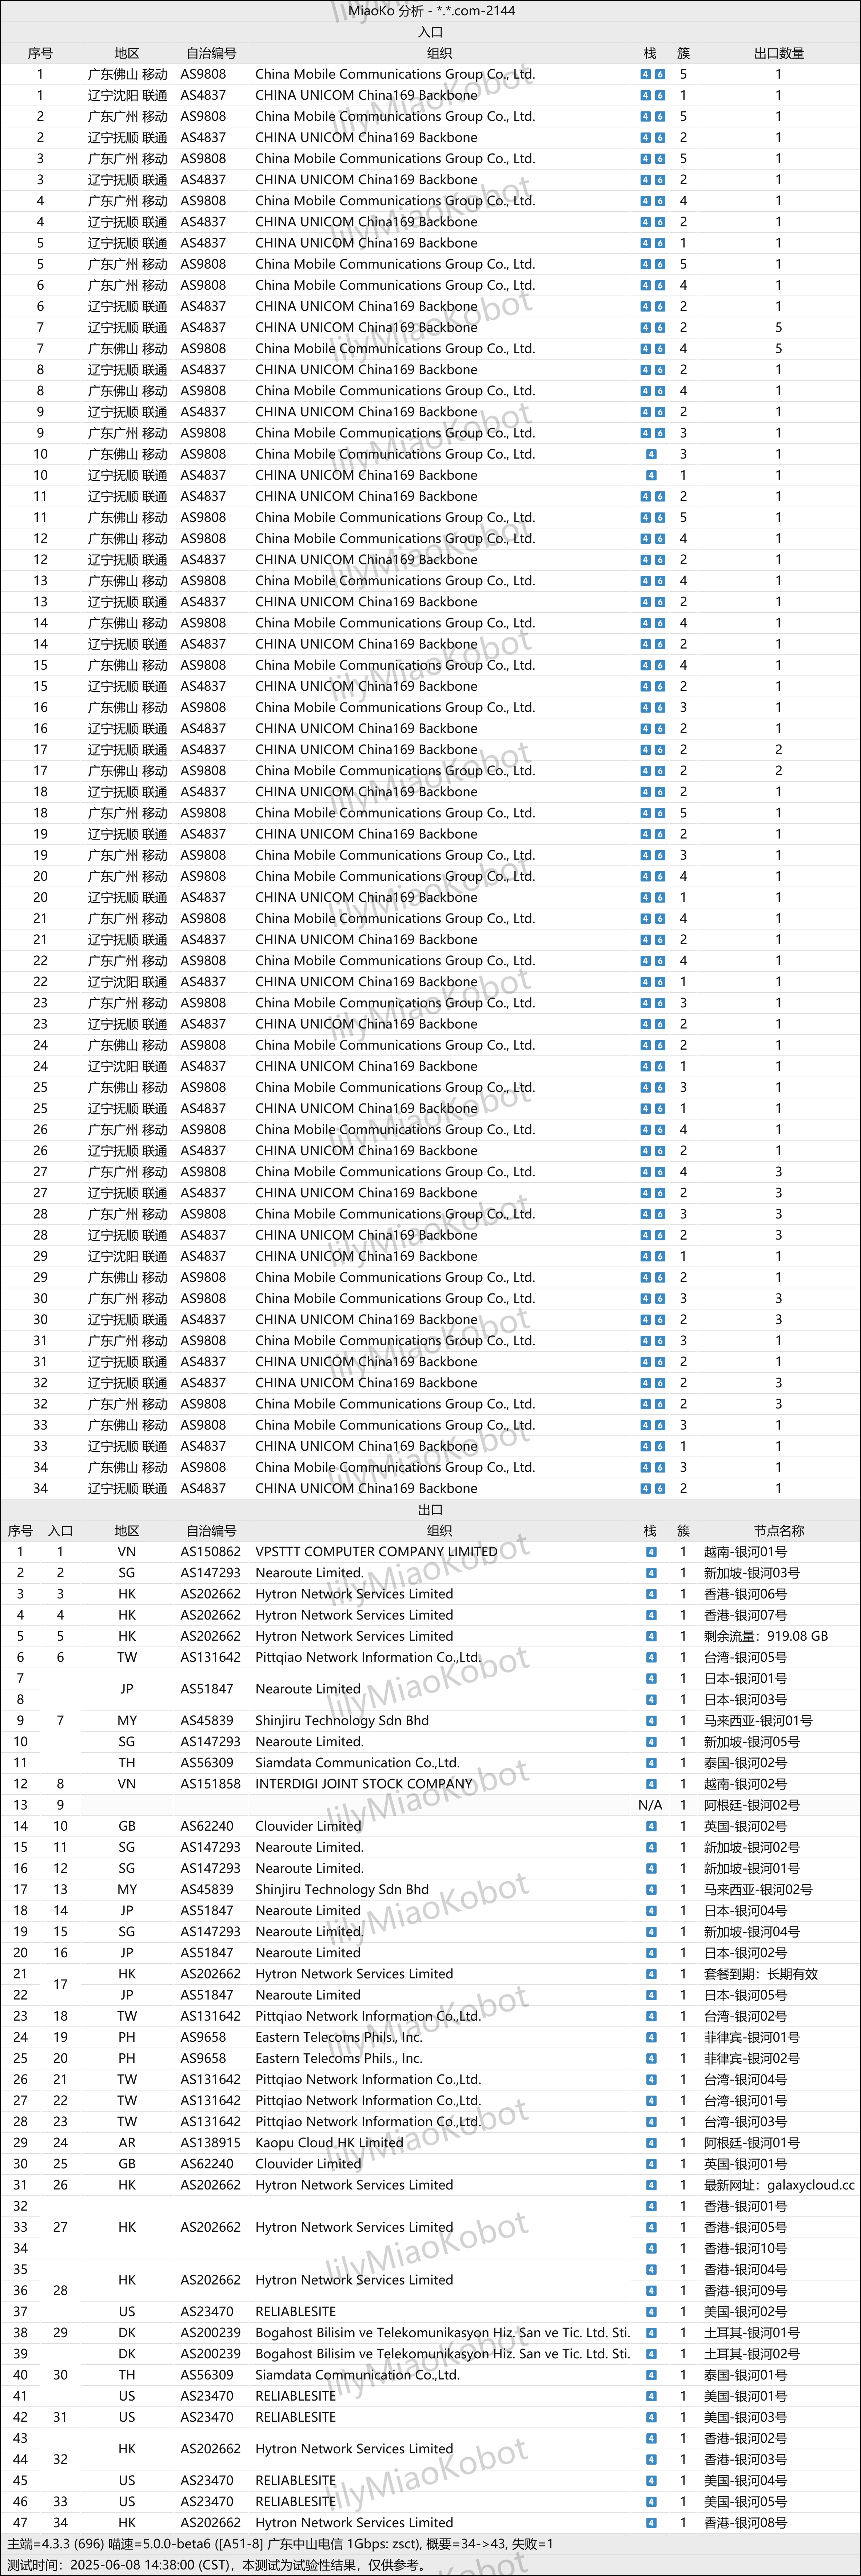 MiaoKo 分析 - *.*.com-2144
入口
序号 地区 自治编号 组织 栈 簇 出口数量
1 广东佛山 移动 AS9808 China Mobile Communications Group Co., Ltd. 4 6 5 1
1 辽宁沈阳 联通 AS4837 CHINA UNICOM China169 Backbone 4 6 1 1
2 广东广州 移动 AS9808 China Mobile Communications Group Co., Ltd. 4 6 5 1
2 辽宁抚顺 联通 AS4837 CHINA UNICOM China169 Backbone 4 6 2 1
3 广东广州 移动 AS9808 China Mobile Communications Group Co., Ltd. 4 6 5 1
3 辽宁抚顺 联通 AS4837 CHINA UNICOM China169 Backbone 4 6 2 1
4 广东广州 移动 AS9808 China Mobile Communications Group Co., Ltd. 4 6 4 1
4 辽宁抚顺 联通 AS4837 CHINA UNICOM China169 Backbone 4 6 2 1
5 辽宁抚顺 联通 AS4837 CHINA UNICOM China169 Backbone 4 6 1 1
5 广东广州 移动 AS9808 China Mobile Communications Group Co., Ltd. 4 6 5 1
6 广东广州 移动 AS9808 China Mobile Communications Group Co., Ltd. 4 6 4 1
6 辽宁抚顺 联通 AS4837 CHINA UNICOM China169 Backbone 4 6 2 1
7 辽宁抚顺 联通 AS4837 CHINA UNICOM China169 Backbone 4 6 2 5
7 广东佛山 移动 AS9808 China Mobile Communications Group Co., Ltd. 4 6 4 5
8 辽宁抚顺 联通 AS4837 CHINA UNICOM China169 Backbone 4 6 2 1
8 广东佛山 移动 AS9808 China Mobile Communications Group Co., Ltd. 4 6 4 1
9 辽宁抚顺 联通 AS4837 CHINA UNICOM China169 Backbone 4 6 2 1
9 广东广州 移动 AS9808 China Mobile Communications Group Co., Ltd. 4 6 3 1
10 广东佛山 移动 AS9808 China Mobile Communications Group Co., Ltd. 4 3 1
10 辽宁抚顺 联通 AS4837 CHINA UNICOM China169 Backbone 4 1 1
11 辽宁抚顺 联通 AS4837 CHINA UNICOM China169 Backbone 4 6 2 1
11 广东佛山 移动 AS9808 China Mobile Communications Group Co., Ltd. 4 6 5 1
12 广东佛山 移动 AS9808 China Mobile Communications Group Co., Ltd. 4 6 4 1
12 辽宁抚顺 联通 AS4837 CHINA UNICOM China169 Backbone 4 6 2 1
13 广东佛山 移动 AS9808 China Mobile Communications Group Co., Ltd. 4 6 4 1
13 辽宁抚顺 联通 AS4837 CHINA UNICOM China169 Backbone 4 6 2 1
14 广东佛山 移动 AS9808 China Mobile Communications Group Co., Ltd. 4 6 4 1
14 辽宁抚顺 联通 AS4837 CHINA UNICOM China169 Backbone 4 6 2 1
15 广东佛山 移动 AS9808 China Mobile Communications Group Co., Ltd. 4 6 4 1
15 辽宁抚顺 联通 AS4837 CHINA UNICOM China169 Backbone 4 6 2 1
16 广东佛山 移动 AS9808 China Mobile Communications Group Co., Ltd. 4 6 3 1
16 辽宁抚顺 联通 AS4837 CHINA UNICOM China169 Backbone 4 6 2 1
17 辽宁抚顺 联通 AS4837 CHINA UNICOM China169 Backbone 4 6 2 2
17 广东佛山 移动 AS9808 China Mobile Communications Group Co., Ltd. 4 6 2 2
18 辽宁抚顺 联通 AS4837 CHINA UNICOM China169 Backbone 4 6 2 1
18 广东广州 移动 AS9808 China Mobile Communications Group Co., Ltd. 4 6 5 1
19 辽宁抚顺 联通 AS4837 CHINA UNICOM China169 Backbone 4 6 2 1
19 广东广州 移动 AS9808 China Mobile Communications Group Co., Ltd. 4 6 3 1
20 广东广州 移动 AS9808 China Mobile Communications Group Co., Ltd. 4 6 4 1
20 辽宁抚顺 联通 AS4837 CHINA UNICOM China169 Backbone 4 6 1 1
21 广东广州 移动 AS9808 China Mobile Communications Group Co., Ltd. 4 6 4 1
21 辽宁抚顺 联通 AS4837 CHINA UNICOM China169 Backbone 4 6 2 1
22 广东广州 移动 AS9808 China Mobile Communications Group Co., Ltd. 4 6 4 1
22 辽宁沈阳 联通 AS4837 CHINA UNICOM China169 Backbone 4 6 1 1
23 广东广州 移动 AS9808 China Mobile Communications Group Co., Ltd. 4 6 3 1
23 辽宁抚顺 联通 AS4837 CHINA UNICOM China169 Backbone 4 6 2 1
24 广东佛山 移动 AS9808 China Mobile Communications Group Co., Ltd. 4 6 2 1
24 辽宁沈阳 联通 AS4837 CHINA UNICOM China169 Backbone 4 6 1 1
25 广东佛山 移动 AS9808 China Mobile Communications Group Co., Ltd. 4 6 3 1
25 辽宁抚顺 联通 AS4837 CHINA UNICOM China169 Backbone 4 6 1 1
26 广东广州 移动 AS9808 China Mobile Communications Group Co., Ltd. 4 6 4 1
26 辽宁抚顺 联通 AS4837 CHINA UNICOM China169 Backbone 4 6 2 1
27 广东广州 移动 AS9808 China Mobile Communications Group Co., Ltd. 4 6 4 3
27 辽宁抚顺 联通 AS4837 CHINA UNICOM China169 Backbone 4 6 2 3
28 广东广州 移动 AS9808 China Mobile Communications Group Co., Ltd. 4 6 3 3
28 辽宁抚顺 联通 AS4837 CHINA UNICOM China169 Backbone 4 6 2 3
29 辽宁沈阳 联通 AS4837 CHINA UNICOM China169 Backbone 4 6 1 1
29 广东佛山 移动 AS9808 China Mobile Communications Group Co., Ltd. 4 6 2 1
30 广东广州 移动 AS9808 China Mobile Communications Group Co., Ltd. 4 6 3 3
30 辽宁抚顺 联通 AS4837 CHINA UNICOM China169 Backbone 4 6 2 3
31 广东广州 移动 AS9808 China Mobile Communications Group Co., Ltd. 4 6 3 1
31 辽宁抚顺 联通 AS4837 CHINA UNICOM China169 Backbone 4 6 2 1
32 辽宁抚顺 联通 AS4837 CHINA UNICOM China169 Backbone 4 6 2 3
32 广东广州 移动 AS9808 China Mobile Communications Group Co., Ltd. 4 6 2 3
33 广东佛山 移动 AS9808 China Mobile Communications Group Co., Ltd. 4 6 3 1
33 辽宁抚顺 联通 AS4837 CHINA UNICOM China169 Backbone 4 6 1 1
34 广东佛山 移动 AS9808 China Mobile Communications Group Co., Ltd. 4 6 3 1
34 辽宁抚顺 联通 AS4837 CHINA UNICOM China169 Backbone 4 6 2 1
出口
序号 入口 地区 自治编号 组织 栈 簇 节点名称
1 1 VN AS150862 VPSTTT COMPUTER COMPANY LIMITED 4 1 越南-银河01号
2 2 SG AS147293 Nearoute Limited. 4 1 新加坡-银河03号
3 3 HK AS202662 Hytron Network Services Limited 4 1 香港-银河06号
4 4 HK AS202662 Hytron Network Services Limited 4 1 香港-银河07号
5 5 HK AS202662 Hytron Network Services Limited 4 1 剩余流量：919.08 GB
6 6 TW AS131642 Pittqiao Network Information Co.,Ltd. 4 1 台湾-银河05号
7 JP AS51847 Nearoute Limited 4 1 日本-银河01号
8 4 1 日本-银河03号
9 7 MY AS45839 Shinjiru Technology Sdn Bhd 4 1 马来西亚-银河01号
10 SG AS147293 Nearoute Limited. 4 1 新加坡-银河05号
11 TH AS56309 Siamdata Communication Co.,Ltd. 4 1 泰国-银河02号
12 8 VN AS151858 INTERDIGI JOINT STOCK COMPANY 4 1 越南-银河02号
13 9 N/A 1 阿根廷-银河02号
14 10 GB AS62240 Clouvider Limited 4 1 英国-银河02号
15 11 SG AS147293 Nearoute Limited. 4 1 新加坡-银河02号
16 12 SG AS147293 Nearoute Limited. 4 1 新加坡-银河01号
17 13 MY AS45839 Shinjiru Technology Sdn Bhd 4 1 马来西亚-银河02号
18 14 JP AS51847 Nearoute Limited 4 1 日本-银河04号
19 15 SG AS147293 Nearoute Limited. 4 1 新加坡-银河04号
20 16 JP AS51847 Nearoute Limited 4 1 日本-银河02号
21 17 HK AS202662 Hytron Network Services Limited 4 1 套餐到期：长期有效
22 JP AS51847 Nearoute Limited 4 1 日本-银河05号
23 18 TW AS131642 Pittqiao Network Information Co.,Ltd. 4 1 台湾-银河02号
24 19 PH AS9658 Eastern Telecoms Phils., Inc. 4 1 菲律宾-银河01号
25 20 PH AS9658 Eastern Telecoms Phils., Inc. 4 1 菲律宾-银河02号
26 21 TW AS131642 Pittqiao Network Information Co.,Ltd. 4 1 台湾-银河04号
27 22 TW AS131642 Pittqiao Network Information Co.,Ltd. 4 1 台湾-银河01号
28 23 TW AS131642 Pittqiao Network Information Co.,Ltd. 4 1 台湾-银河03号
29 24 AR AS138915 Kaopu Cloud HK Limited 4 1 阿根廷-银河01号
30 25 GB AS62240 Clouvider Limited 4 1 英国-银河01号
31 26 HK AS202662 Hytron Network Services Limited 4 1 最新网址：galaxycloud.cc
32 4 1 香港-银河01号
33 27 HK AS202662 Hytron Network Services Limited 4 1 香港-银河05号
34 4 1 香港-银河10号
35 HK AS202662 Hytron Network Services Limited 4 1 香港-银河04号
36 28 4 1 香港-银河09号
37 US AS23470 RELIABLESITE 4 1 美国-银河02号
38 29 DK AS200239 Bogahost Bilisim ve Telekomunikasyon Hiz. San ve Tic. Ltd. Sti. 4 1 土耳其-银河01号
39 DK AS200239 Bogahost Bilisim ve Telekomunikasyon Hiz. San ve Tic. Ltd. Sti. 4 1 土耳其-银河02号
40 30 TH AS56309 Siamdata Communication Co.,Ltd. 4 1 泰国-银河01号
41 US AS23470 RELIABLESITE 4 1 美国-银河01号
42 31 US AS23470 RELIABLESITE 4 1 美国-银河03号
43 HK AS202662 Hytron Network Services Limited 4 1 香港-银河02号
44 32 4 1 香港-银河03号
45 US AS23470 RELIABLESITE 4 1 美国-银河04号
46 33 US AS23470 RELIABLESITE 4 1 美国-银河05号
47 34 HK AS202662 Hytron Network Services Limited 4 1 香港-银河08号
主端=4.3.3 (696) 喵速=5.0.0-beta6 ([A51-8] 广东中山电信 1Gbps: zsct), 概要=34->43, 失败=1
测试时间：2025-06-08 14:38:00 (CST)，本测试为试验性结果，仅供参考。
lilyMiaoKobot